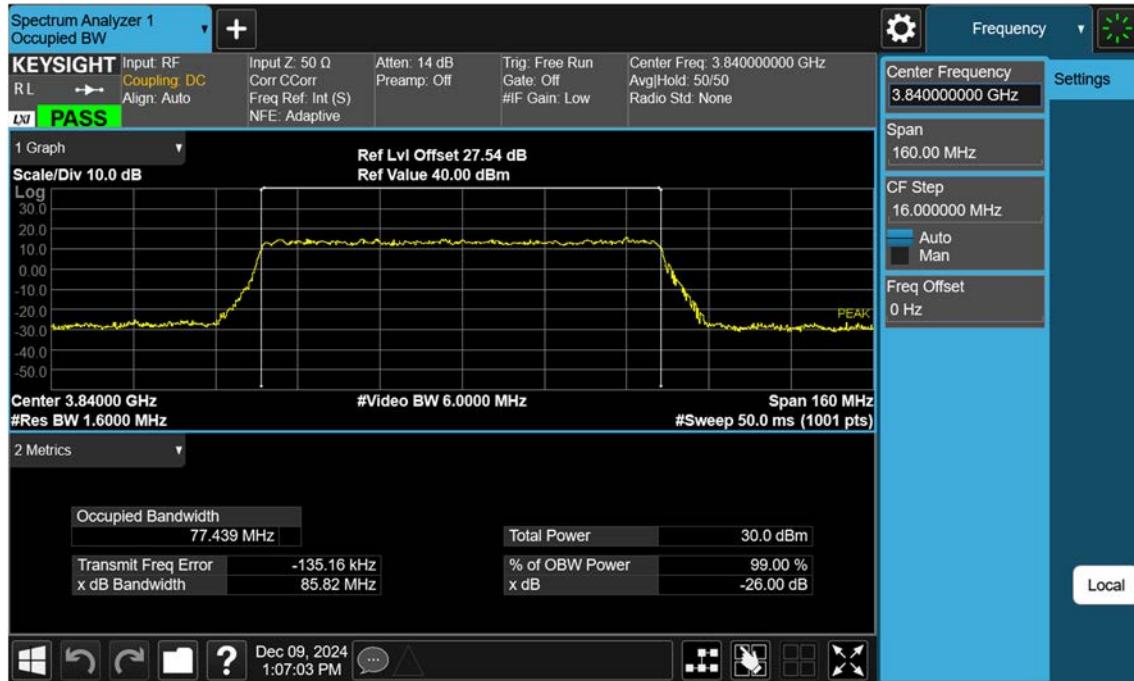 Spectrum Analyzer 1
Occupied BW
Frequency
KEYSIGHT
RL
LXI PASS
Input: RF
Coupling: DC
Align: Auto
Input Z: 50 Ω
Corr CCorr
Freq Ref: Int (S)
NFE: Adaptive
Atten: 14 dB
Preamp: Off
Trig: Free Run
Gate: Off
#IF Gain: Low
Center Freq: 3.840000000 GHz
Avg|Hold: 50/50
Radio Std: None
1 Graph
Scale/Div 10.0 dB
Ref Lvl Offset 27.54 dB
Ref Value 40.00 dBm
Log
30.0
20.0
10.0
0.00
-10.0
-20.0
-30.0
-40.0
-50.0
PEAK
Center 3.84000 GHz
#Video BW 6.0000 MHz
Span 160 MHz
#Res BW 1.6000 MHz
#Sweep 50.0 ms (1001 pts)
2 Metrics
Occupied Bandwidth
77.439 MHz
Transmit Freq Error -135.16 kHz
x dB Bandwidth 85.82 MHz
Total Power 30.0 dBm
% of OBW Power 99.00 %
x dB -26.00 dB
Dec 09, 2024
1:07:03 PM
Center Frequency
3.840000000 GHz
Span
160.00 MHz
CF Step
16.000000 MHz
Auto
Man
Freq Offset
0 Hz
Settings
Local